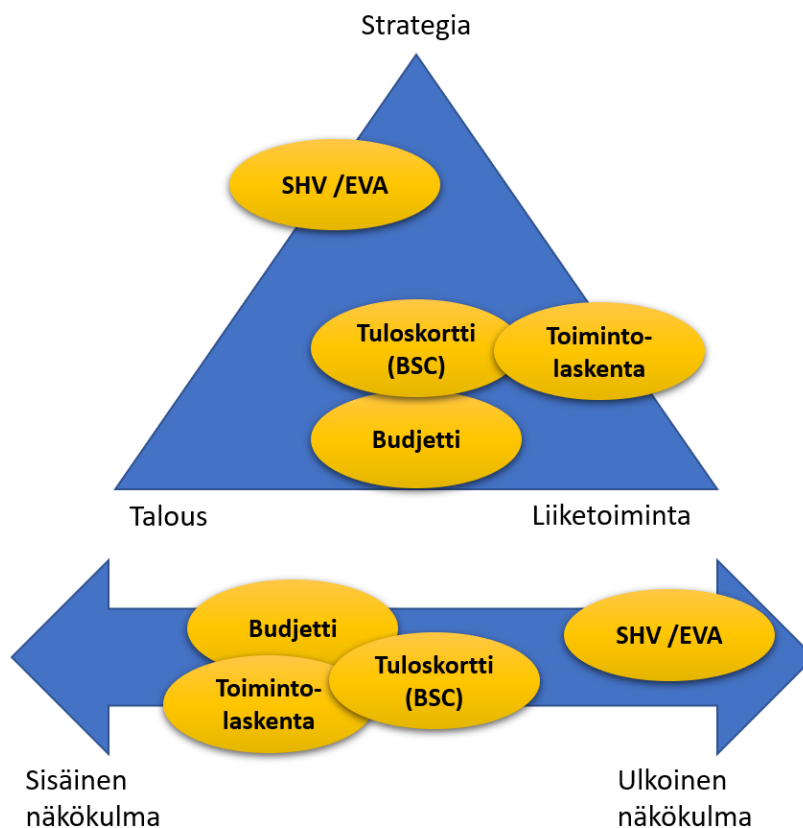 Strategia
SHV /EVA
Tuloskortti
(BSC)
Toiminto-
laskenta
Budjetti
Talous
Liiketoiminta
Budjetti
Toiminto-
laskenta
Tuloskortti
(BSC)
SHV /EVA
Sisäinen
näkökulma
Ulkoinen
näkökulma